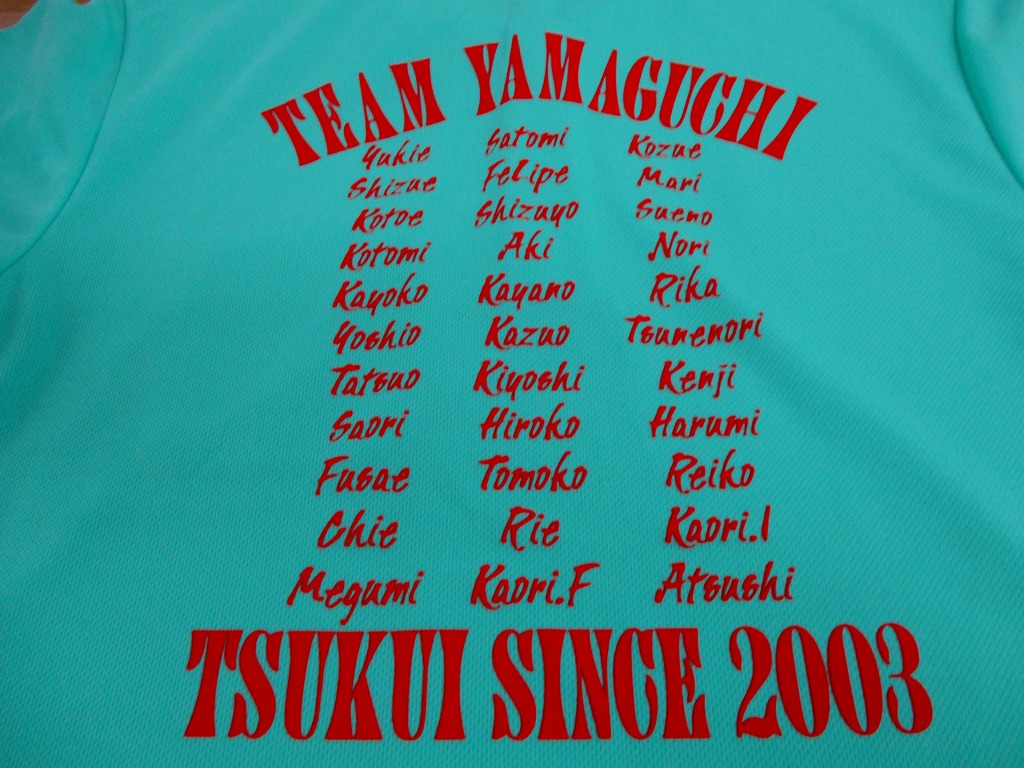 TEAM YAMAGUCHI
Yukie Satomi Kozue
Shizue Felipe Mari
Kotoe Shizuyo Sueno
Kotomi Aki Nori
Kayoko Kayano Rika
Yoshio Kazuo Tsunenori
Tatsuo Kiyoshi Kenji
Saori Hiroko Harumi
Fusae Tomoko Reiko
Chie Rie Kaori.I
Megumi Kaori.F Atsushi
TSUKUI SINCE 2003